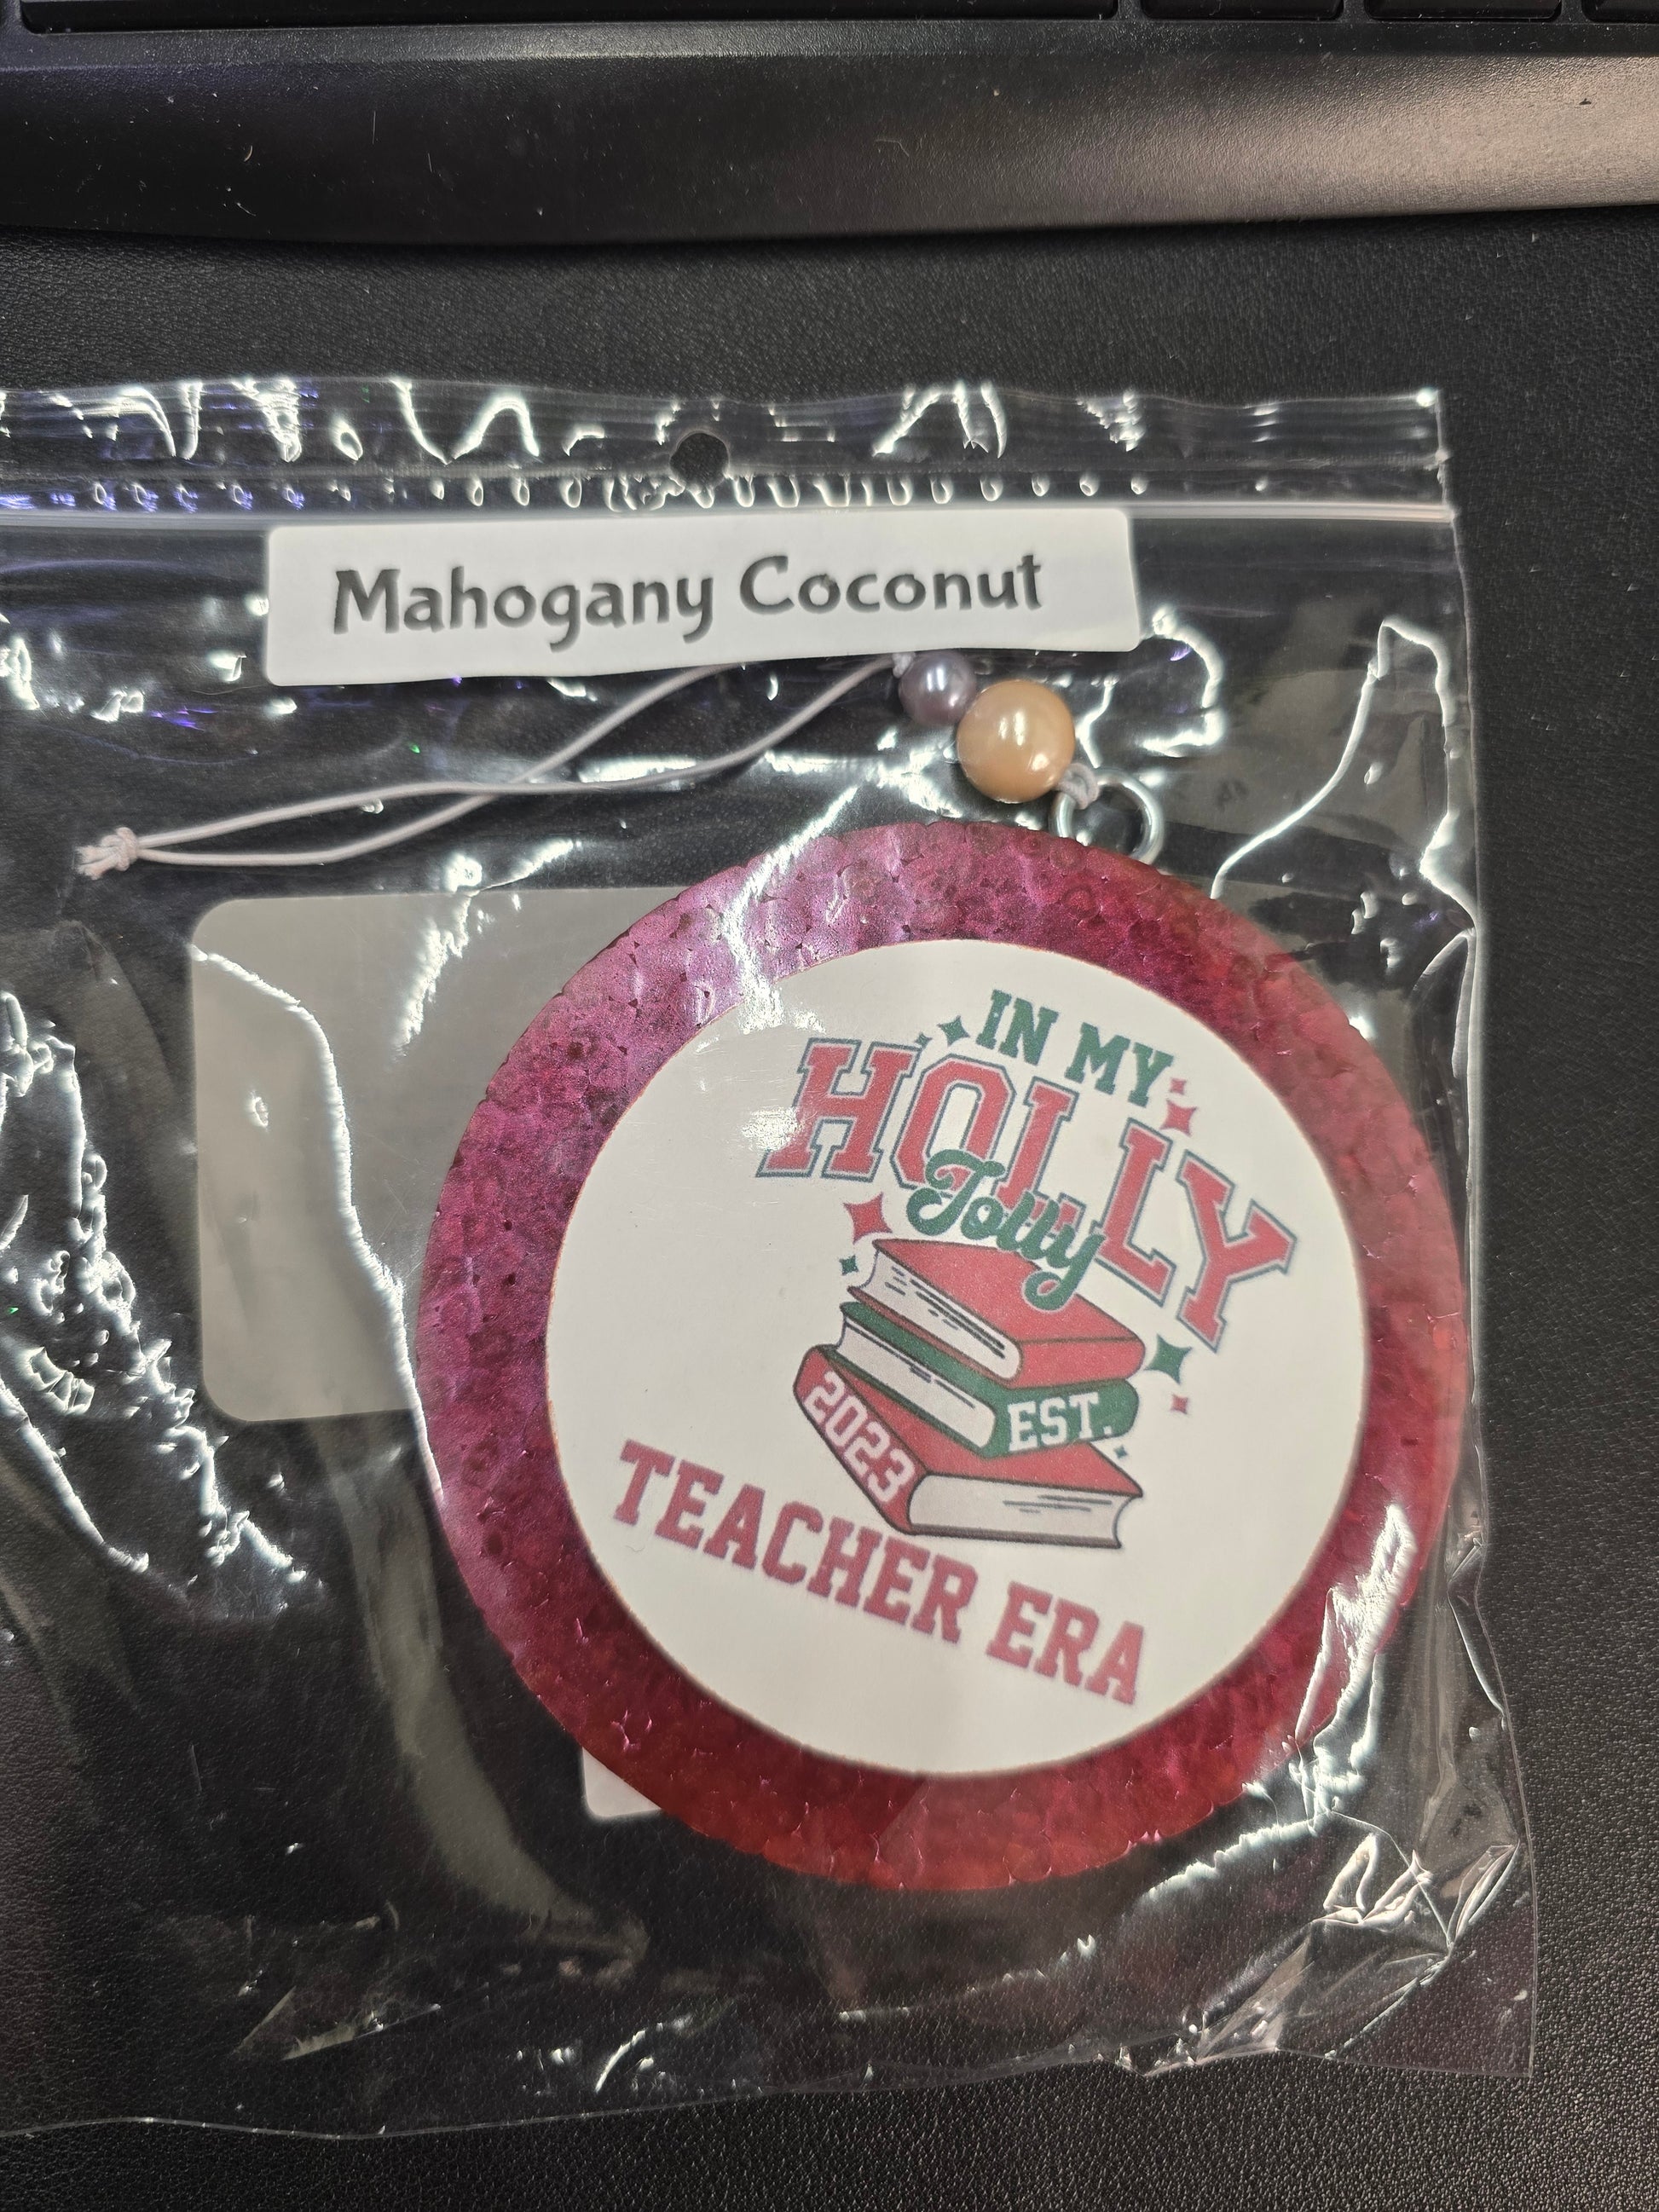 Mahogany Coconut
IN MY
HOLLY
Jolly
EST.
2023
TEACHER ERA